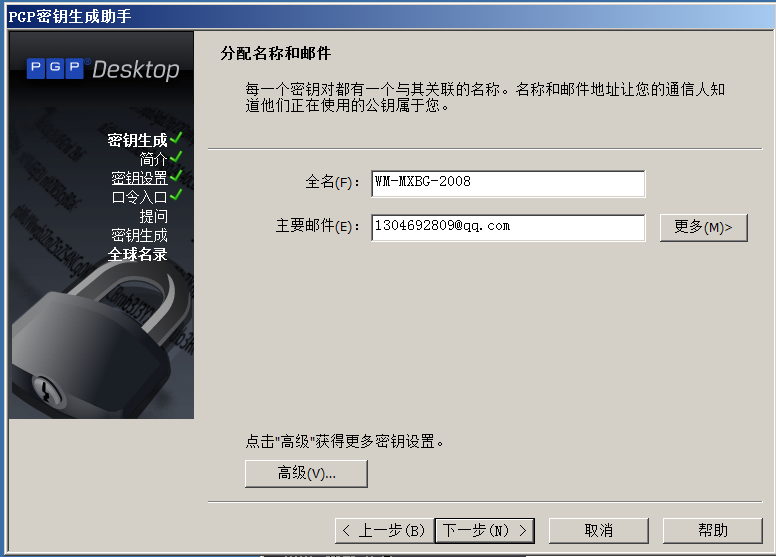 PGP密钥生成助手
PGP Desktop
密钥生成
简介
密钥设置
口令入口
提问
密钥生成
全球名录
分配名称和邮件
每一个密钥对都有一个与其关联的名称。名称和邮件地址让您的通信人知
道他们正在使用的公钥属于您。
全名(F)： WM-MXBG-2008
主要邮件(E)： 1304692809@qq.com 更多(M)>
点击"高级"获得更多密钥设置。
高级(V)...
< 上一步(B) 下一步(N) > 取消 帮助